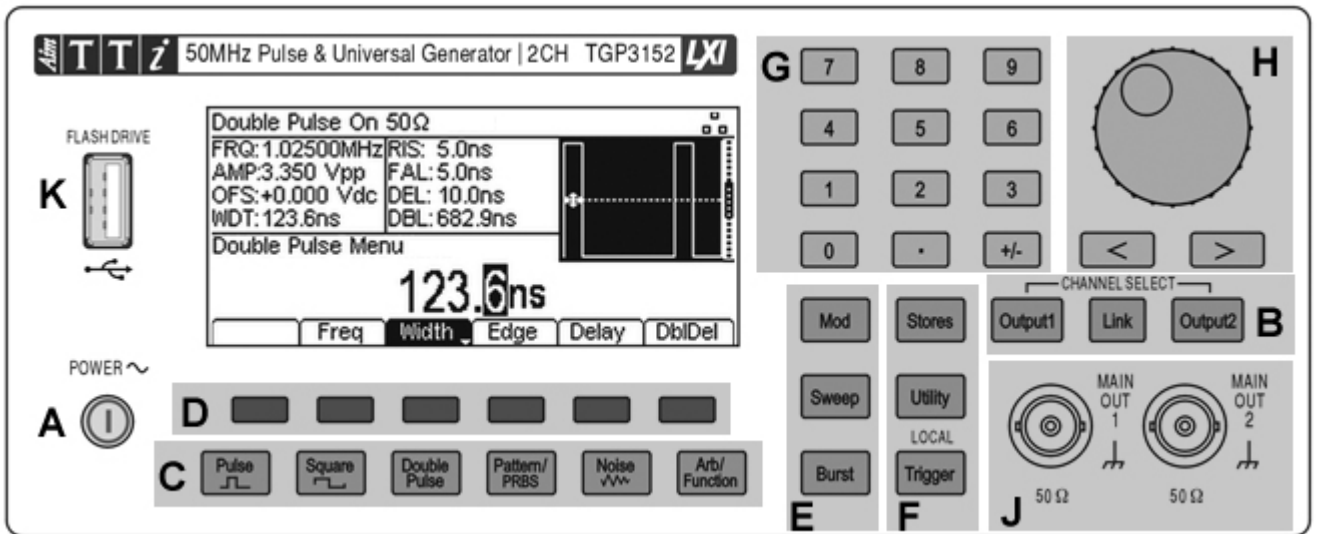 Aim TTi 50MHz Pulse & Universal Generator | 2CH TGP3152 LXI
FLASH DRIVE
K
Double Pulse On 50Ω
FRQ:1.02500MHz RIS: 5.0ns
AMP:3.350 Vpp FAL:5.0ns
OFS:+0.000 Vdc DEL: 10.0ns
WDT:123.6ns DBL:682.9ns
Double Pulse Menu
123.6ns
Freq Width Edge Delay DblDel
POWER
A
D
C
Pulse
Square
Double Pulse
Pattern/ PRBS
Noise
Arb/ Function
G
7 8 9
4 5 6
1 2 3
0 . +/-
H
< >
CHANNEL SELECT
Output1 Link Output2
B
Mod
Sweep
Burst
E
Stores
Utility
LOCAL
Trigger
F
MAIN OUT 1
50 Ω
MAIN OUT 2
50 Ω
J